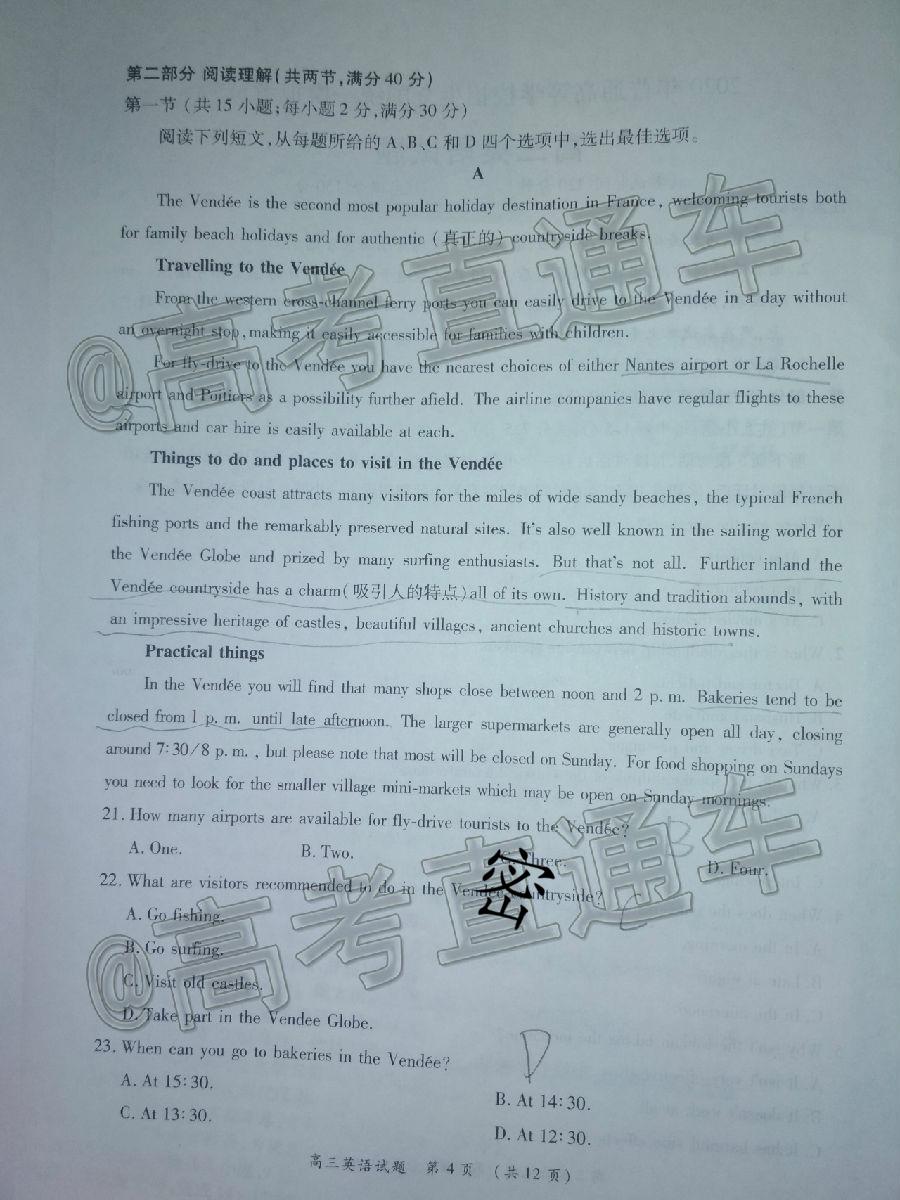 第二部分 阅读理解(共两节,满分40分)
第一节 (共15小题;每小题2分,满分30分)
阅读下列短文,从每题所给的A、B、C和D四个选项中,选出最佳选项。
A
The Vendée is the second most popular holiday destination in France, welcoming tourists both
for family beach holidays and for authentic (真正的) countryside breaks.
Travelling to the Vendée
From the western cross-channel ferry ports you can easily drive to the Vendée in a day without
an overnight stop, making it easily accessible for families with children.
For fly-drive to the Vendée you have the nearest choices of either Nantes airport or La Rochelle
airport and Poitiers as a possibility further afield. The airline companies have regular flights to these
airports and car hire is easily available at each.
Things to do and places to visit in the Vendée
The Vendée coast attracts many visitors for the miles of wide sandy beaches, the typical French
fishing ports and the remarkably preserved natural sites. It's also well known in the sailing world for
the Vendée Globe and prized by many surfing enthusiasts. But that's not all. Further inland the
Vendée countryside has a charm(吸引人的特点)all of its own. History and tradition abounds, with
an impressive heritage of castles, beautiful villages, ancient churches and historic towns.
Practical things
In the Vendée you will find that many shops close between noon and 2 p. m. Bakeries tend to be
closed from 1 p. m. until late afternoon. The larger supermarkets are generally open all day, closing
around 7:30/8 p. m. , but please note that most will be closed on Sunday. For food shopping on Sundays
you need to look for the smaller village mini-markets which may be open on Sunday mornings.
21. How many airports are available for fly-drive tourists to the Vendée? B
A. One. B. Two. C. Three. D. Four.
22. What are visitors recommended to do in the Vendée countryside? C
A. Go fishing.
B. Go surfing.
C. Visit old castles.
D. Take part in the Vendee Globe.
23. When can you go to bakeries in the Vendée? D
A. At 15:30.
B. At 14:30.
C. At 13:30.
D. At 12:30.
高三英语试题 第4页 (共12页)
@高考直通车
@高考直通车
密